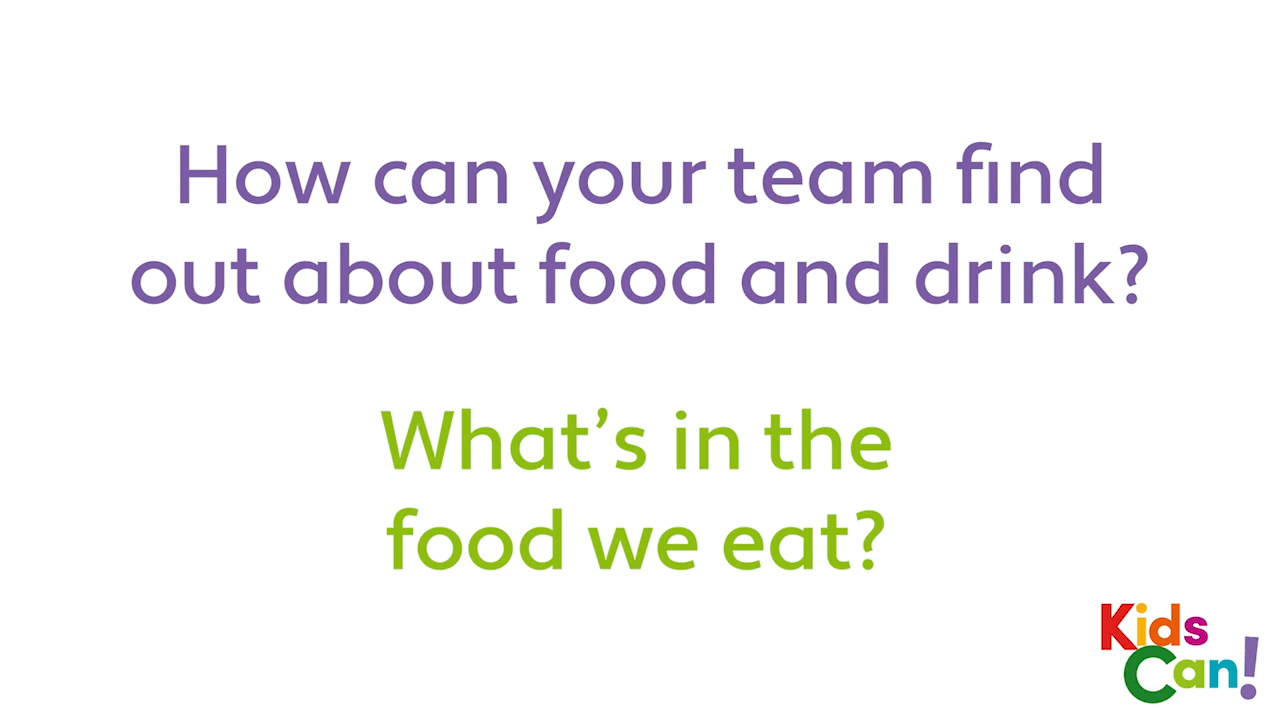 How can your team find
out about food and drink?
What’s in the
food we eat?
Kids
Can!